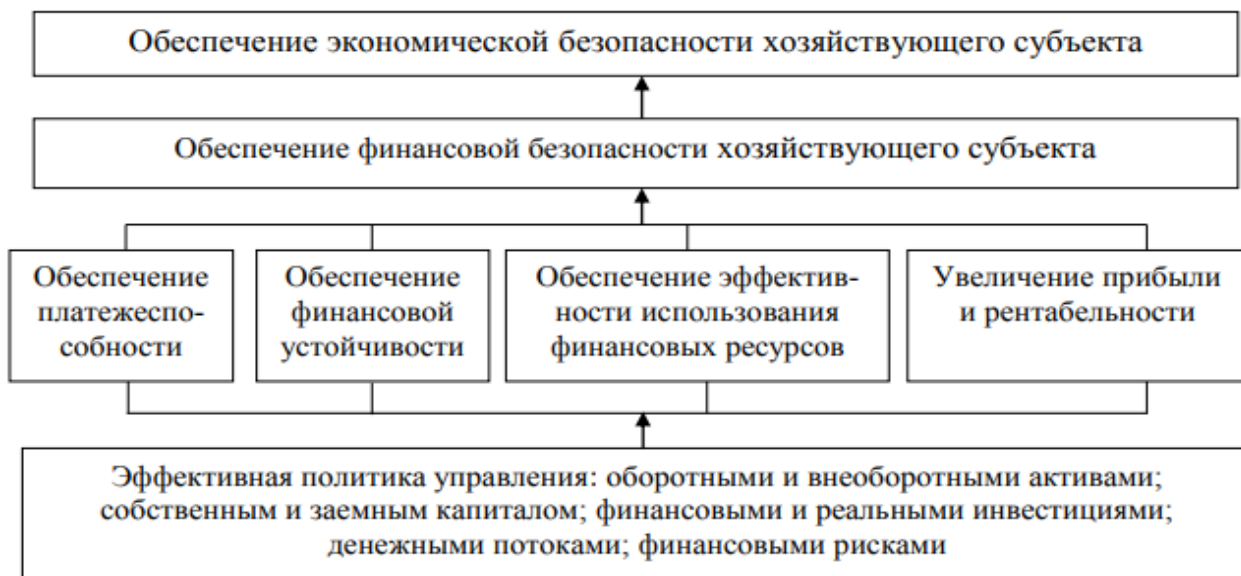 Обеспечение экономической безопасности хозяйствующего субъекта
Обеспечение финансовой безопасности хозяйствующего субъекта
Обеспечение
платежеспо-
собности
Обеспечение
финансовой
устойчивости
Обеспечение эффектив-
ности использования
финансовых ресурсов
Увеличение прибыли
и рентабельности
Эффективная политика управления: оборотными и внеоборотными активами;
собственным и заемным капиталом; финансовыми и реальными инвестициями;
денежными потоками; финансовыми рисками